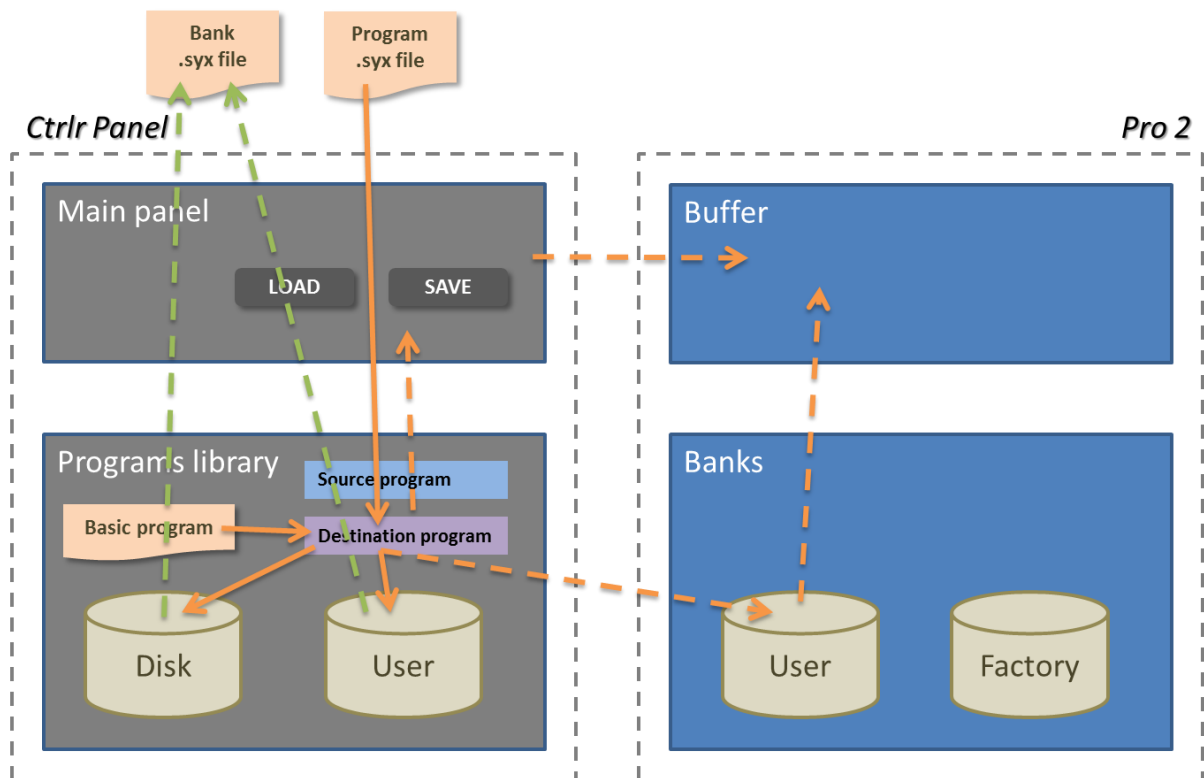 Bank
.syx file
Program
.syx file
Ctrlr Panel
Pro 2
Main panel
LOAD
SAVE
Buffer
Programs library
Source program
Basic program
Destination program
Disk
User
Banks
User
Factory